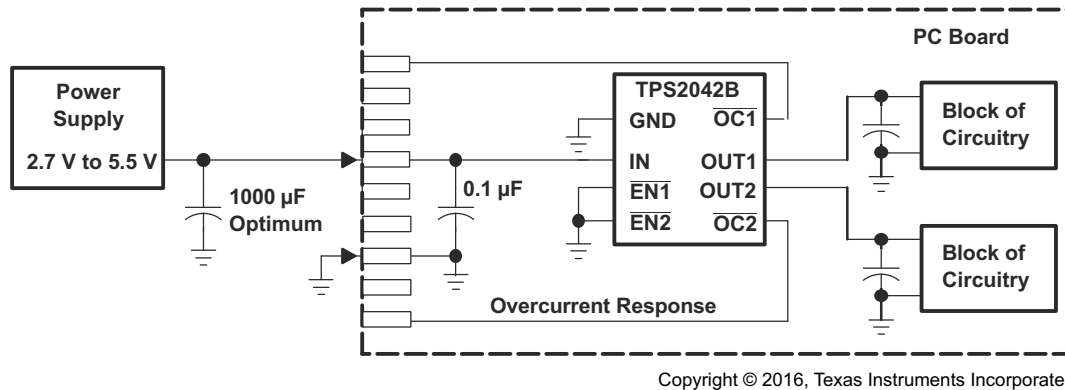 PC Board
Power
Supply
2.7 V to 5.5 V
1000 µF
Optimum
0.1 µF
TPS2042B
GND
OC1
IN
OUT1
EN1
OUT2
EN2
OC2
Block of
Circuitry
Block of
Circuitry
Overcurrent Response
Copyright © 2016, Texas Instruments Incorporate